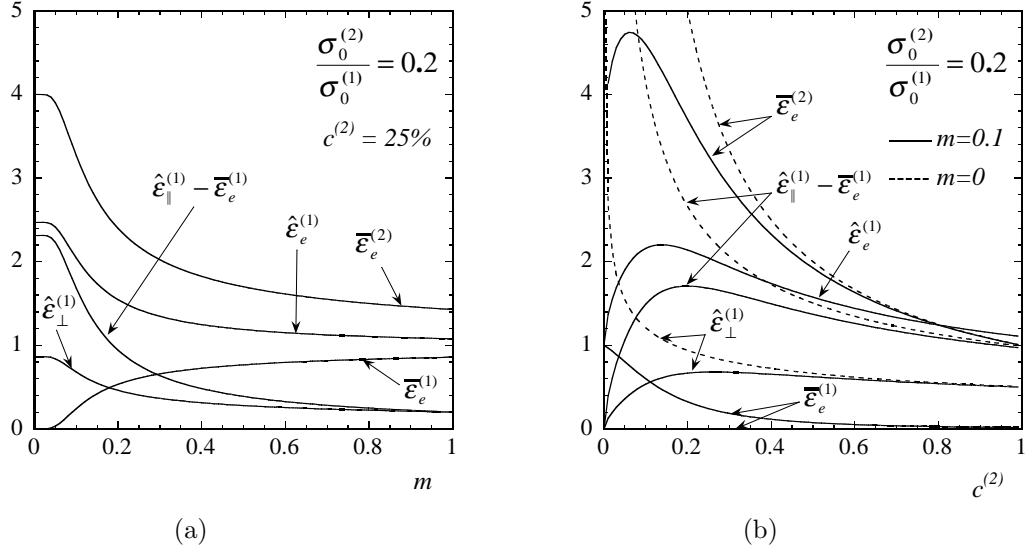 5
4
3
2
1
0
0
0.2
0.4
0.6
0.8
1
m
σ₀⁽²⁾ / σ₀⁽¹⁾ = 0.2
c⁽²⁾ = 25%
ε̂∥⁽¹⁾ − ε̅ₑ⁽¹⁾
ε̂ₑ⁽¹⁾
ε̅ₑ⁽²⁾
ε̂⊥⁽¹⁾
ε̅ₑ⁽¹⁾
(a)
5
4
3
2
1
0
0
0.2
0.4
0.6
0.8
1
c⁽²⁾
σ₀⁽²⁾ / σ₀⁽¹⁾ = 0.2
m=0.1
m=0
ε̅ₑ⁽²⁾
ε̂∥⁽¹⁾ − ε̅ₑ⁽¹⁾
ε̂ₑ⁽¹⁾
ε̂⊥⁽¹⁾
ε̅ₑ⁽¹⁾
(b)